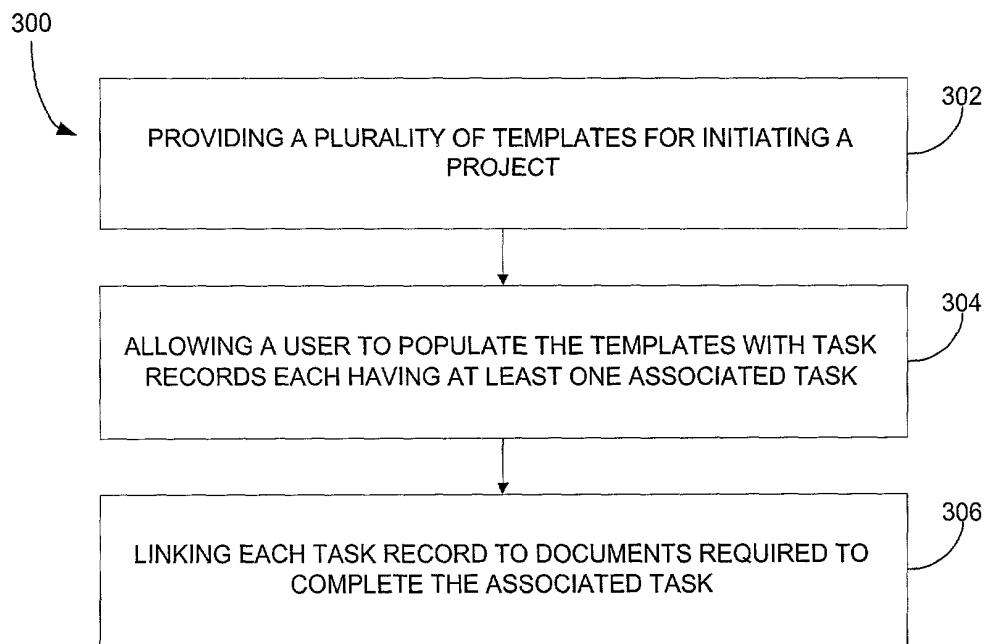 300
302
PROVIDING A PLURALITY OF TEMPLATES FOR INITIATING A
PROJECT
304
ALLOWING A USER TO POPULATE THE TEMPLATES WITH TASK
RECORDS EACH HAVING AT LEAST ONE ASSOCIATED TASK
306
LINKING EACH TASK RECORD TO DOCUMENTS REQUIRED TO
COMPLETE THE ASSOCIATED TASK